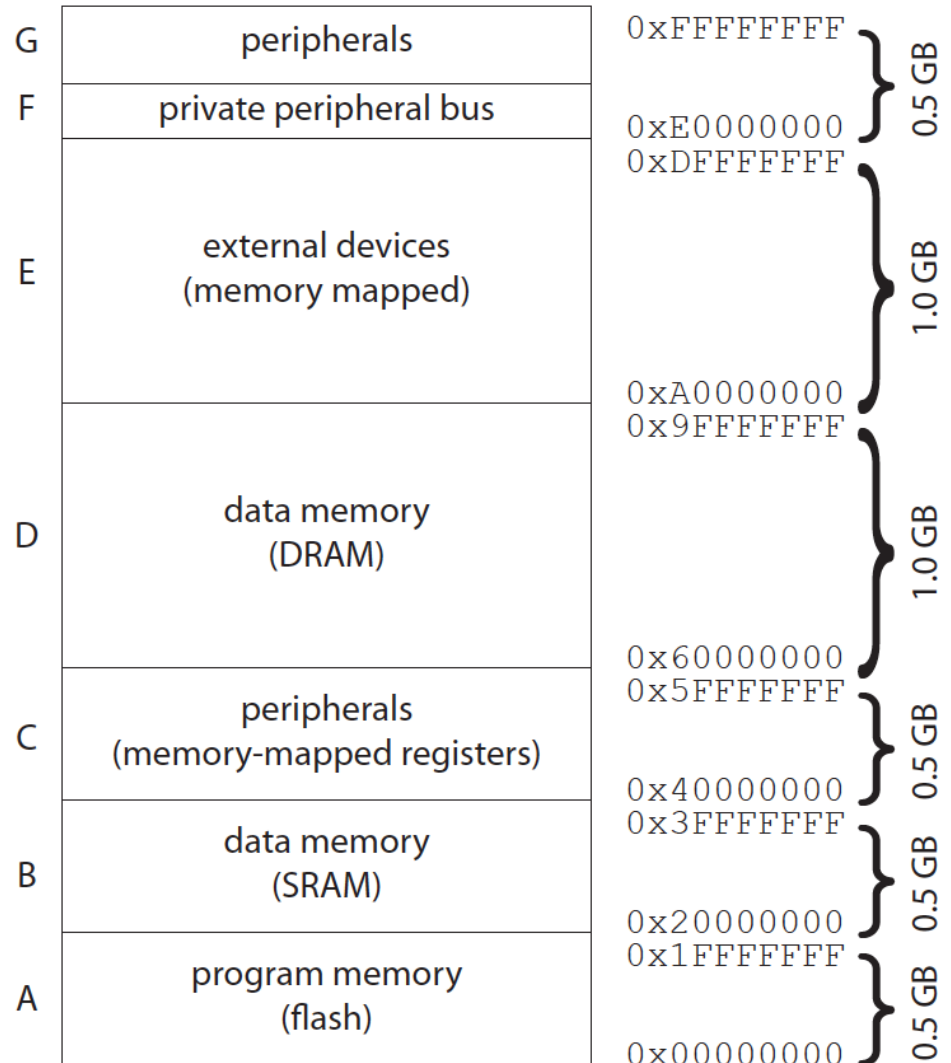 G
peripherals
0xFFFFFFFF
0.5 GB
F
private peripheral bus
0xE0000000
0xDFFFFFFF
E
external devices
(memory mapped)
1.0 GB
0xA0000000
0x9FFFFFFF
D
data memory
(DRAM)
1.0 GB
0x60000000
0x5FFFFFFF
C
peripherals
(memory-mapped registers)
0.5 GB
0x40000000
0x3FFFFFFF
B
data memory
(SRAM)
0.5 GB
0x20000000
0x1FFFFFFF
A
program memory
(flash)
0.5 GB
0x00000000